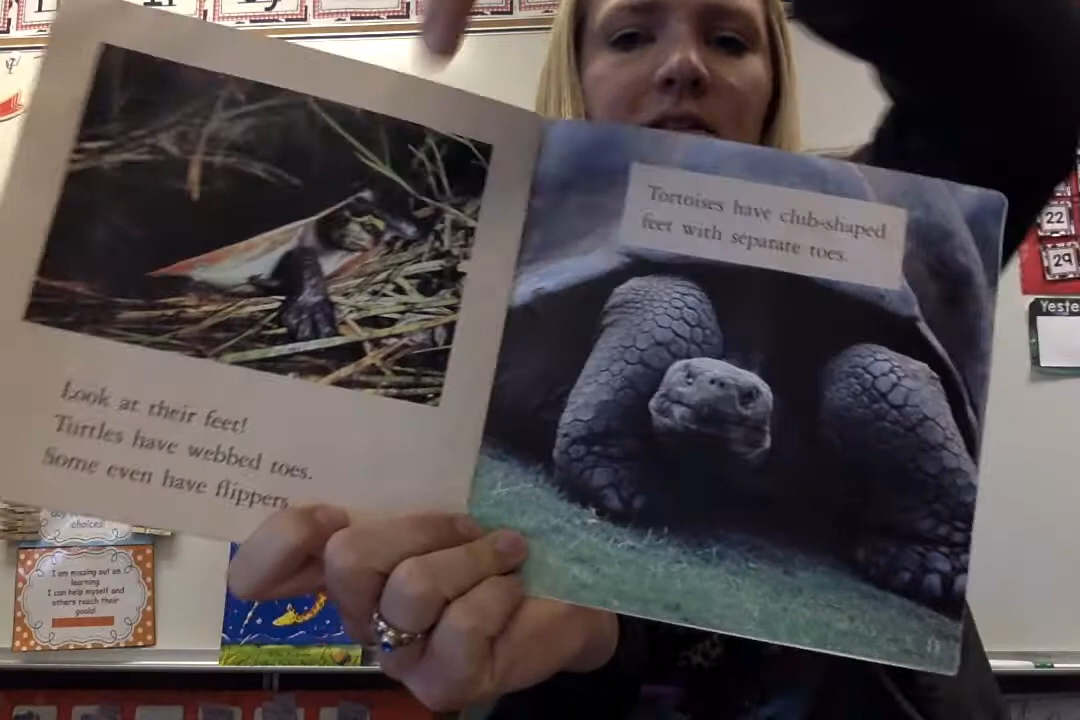 Look at their feet!
Turtles have webbed toes.
Some even have flippers.
Tortoises have club-shaped
feet with separate toes.
11
22
29
Yeste
choices!
I am missing out on
learning
I can help myself and
others reach their
goals!